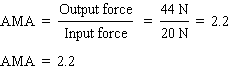 AMA = Output force / Input force = 44 N / 20 N = 2.2
AMA = 2.2